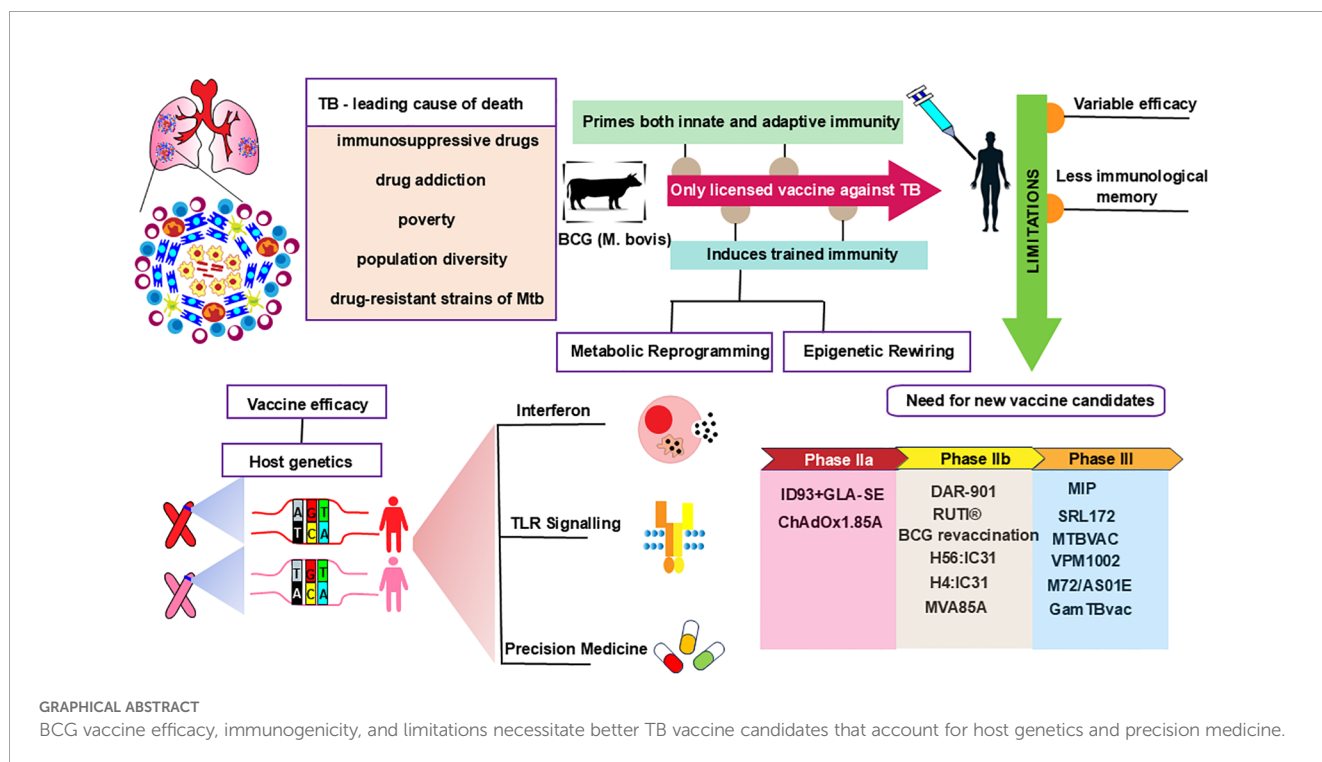 TB - leading cause of death
immunosuppressive drugs
drug addiction
poverty
population diversity
drug-resistant strains of Mtb
BCG (M. bovis)
Primes both innate and adaptive immunity
Only licensed vaccine against TB
Induces trained immunity
Metabolic Reprogramming
Epigenetic Rewiring
LIMITATIONS
Variable efficacy
Less immunological
memory
Need for new vaccine candidates
Vaccine efficacy
Host genetics
A G T
T C A
T G T
A C A
Interferon
TLR Signalling
Precision Medicine
Phase IIa
ID93+GLA-SE
ChAdOx1.85A
Phase IIb
DAR-901
RUTI®
BCG revaccination
H56:IC31
H4:IC31
MVA85A
Phase III
MIP
SRL172
MTBVAC
VPM1002
M72/AS01E
GamTBvac
GRAPHICAL ABSTRACT
BCG vaccine efficacy, immunogenicity, and limitations necessitate better TB vaccine candidates that account for host genetics and precision medicine.